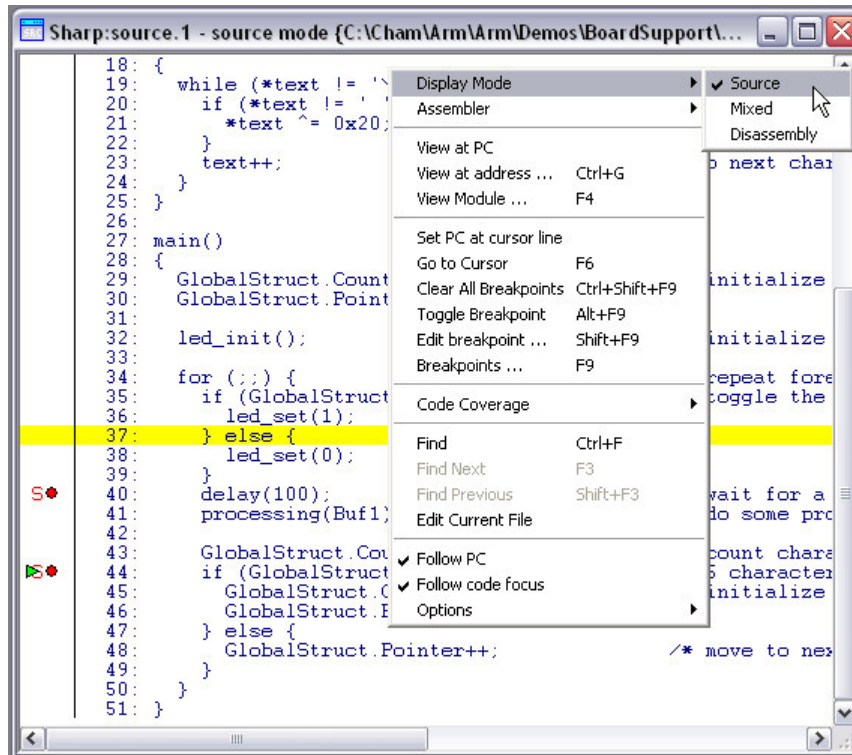 SRC Sharp:source.1 - source mode {C:\Cham\Arm\Arm\Demos\BoardSupport\...
18: {
19: while (*text != '\
20: if (*text != ' '
21: *text ^= 0x20;
22: }
23: text++; next char
24: }
25: }
26:
27: main()
28: {
29: GlobalStruct.Count initialize
30: GlobalStruct.Point
31:
32: led_init(); initialize
33:
34: for (;;) { repeat fore
35: if (GlobalStruct toggle the
36: led_set(1);
37: } else {
38: led_set(0);
39: }
S 40: delay(100); wait for a
41: processing(Buf1) do some pro
42:
43: GlobalStruct.Cou count chara
S 44: if (GlobalStruct character
45: GlobalStruct.C initialize
46: GlobalStruct.P
47: } else {
48: GlobalStruct.Pointer++; /* move to nex
49: }
50: }
51: }
Display Mode
Assembler
View at PC
View at address ... Ctrl+G
View Module ... F4
Set PC at cursor line
Go to Cursor F6
Clear All Breakpoints Ctrl+Shift+F9
Toggle Breakpoint Alt+F9
Edit breakpoint ... Shift+F9
Breakpoints ... F9
Code Coverage
Find Ctrl+F
Find Next F3
Find Previous Shift+F3
Edit Current File
Follow PC
Follow code focus
Options
Source
Mixed
Disassembly